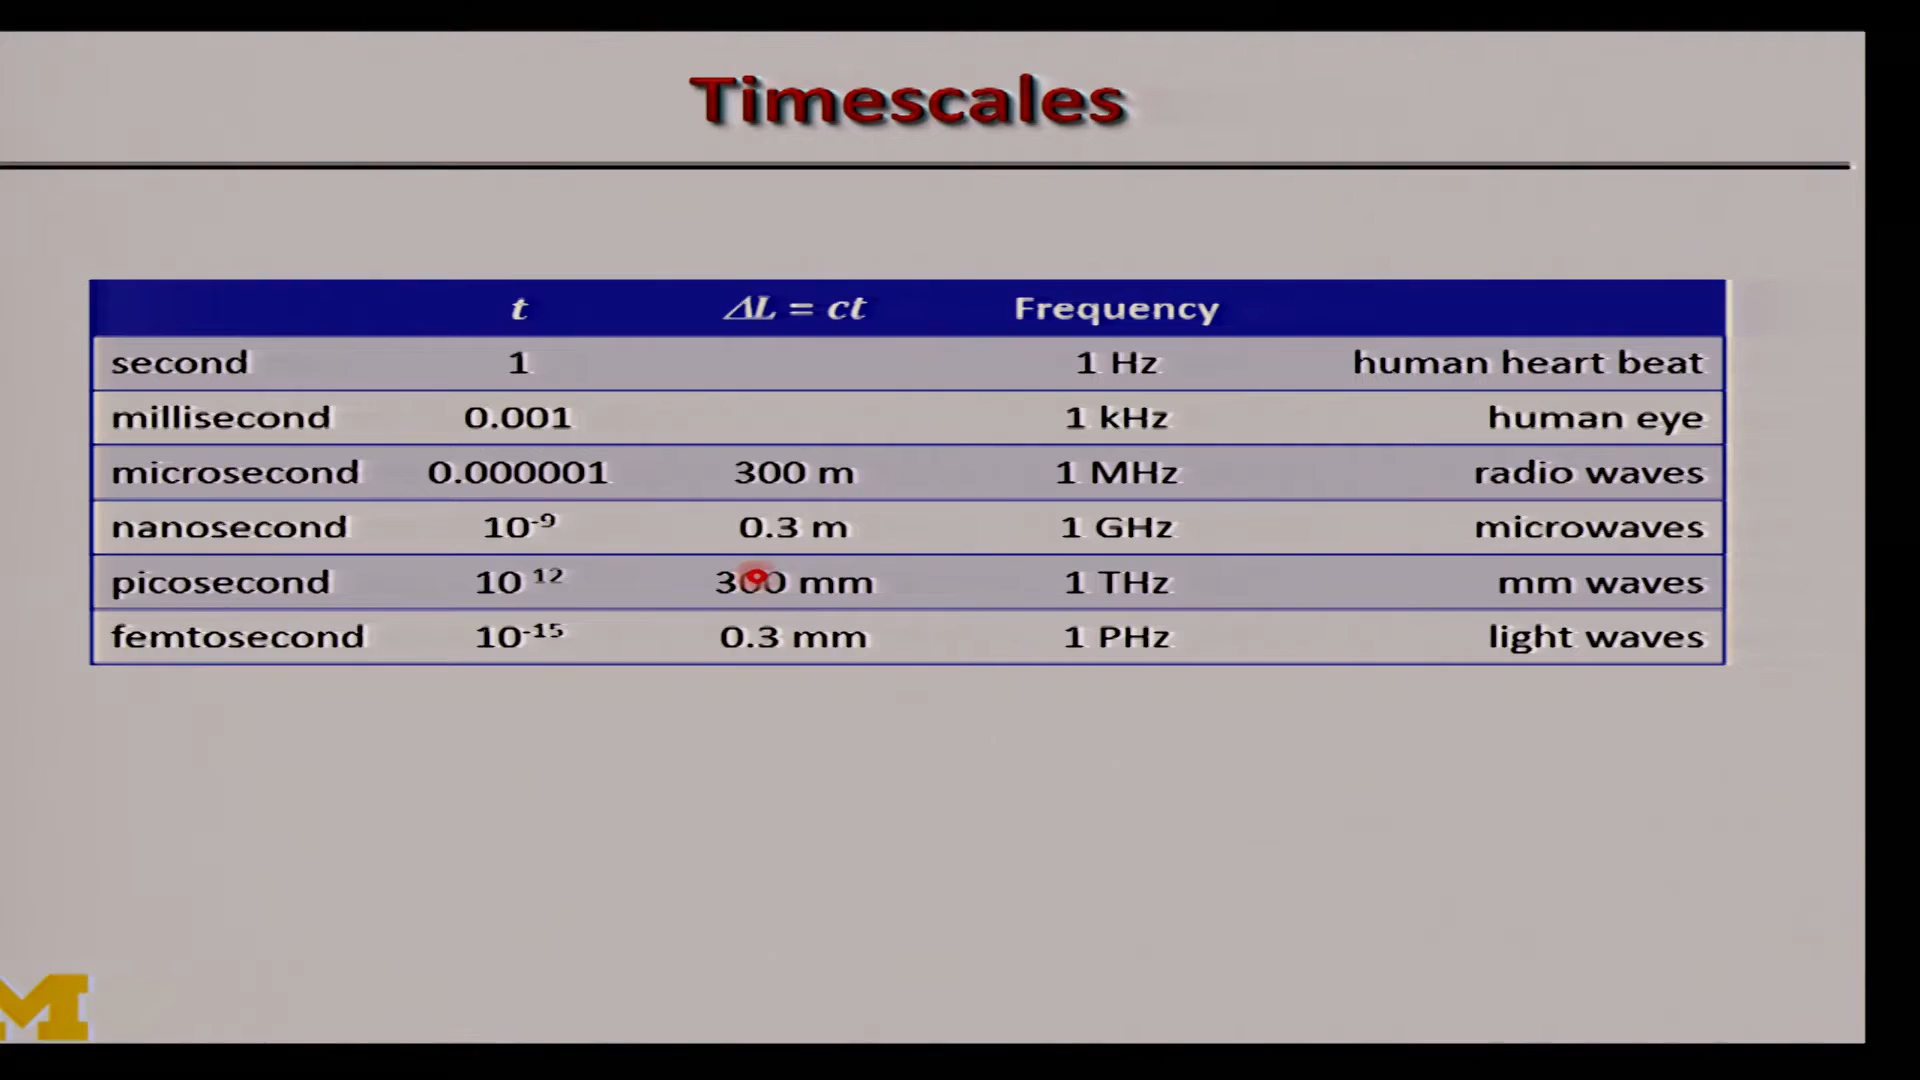 Timescales
t ΔL = ct Frequency
second 1 1 Hz human heart beat
millisecond 0.001 1 kHz human eye
microsecond 0.000001 300 m 1 MHz radio waves
nanosecond 10⁻⁹ 0.3 m 1 GHz microwaves
picosecond 10 ¹² 300 mm 1 THz mm waves
femtosecond 10⁻¹⁵ 0.3 mm 1 PHz light waves
M